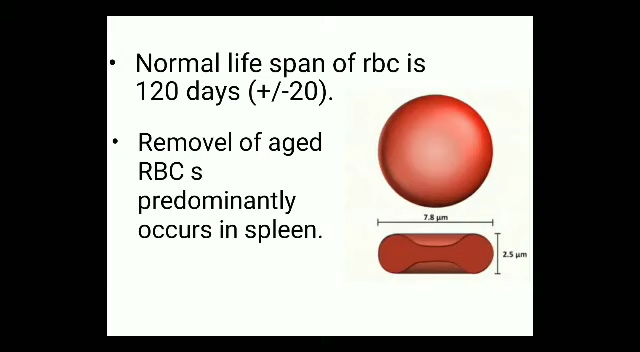 • Normal life span of rbc is
120 days (+/-20).
• Removel of aged
RBC s
predominantly
occurs in spleen.
7.8 µm
2.5 µm